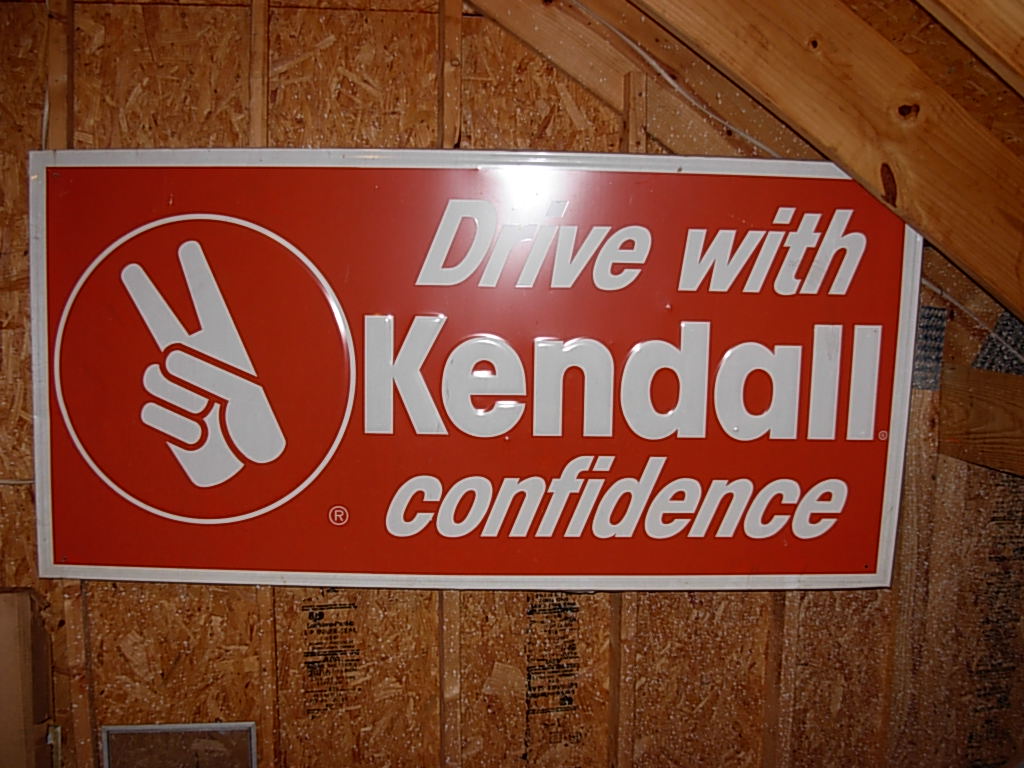 Drive with
Kendall®
confidence
®